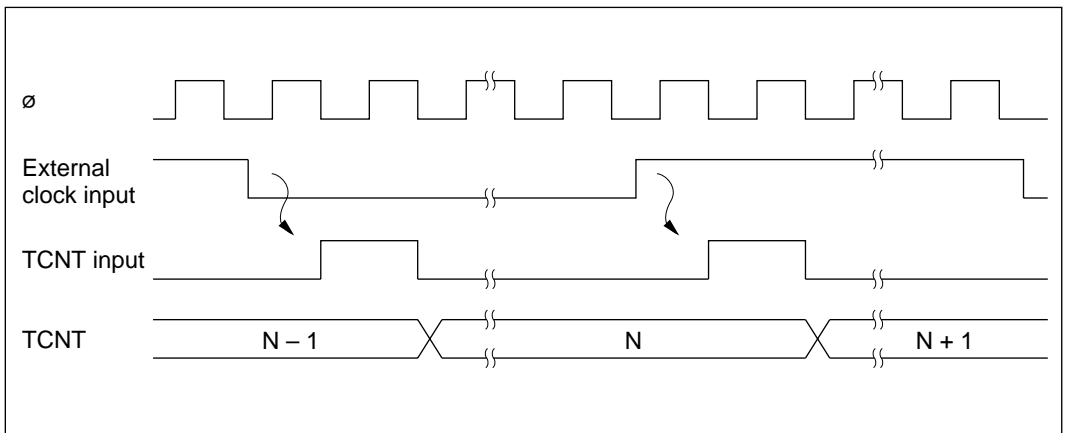 ø
External
clock input
TCNT input
TCNT
N – 1
N
N + 1